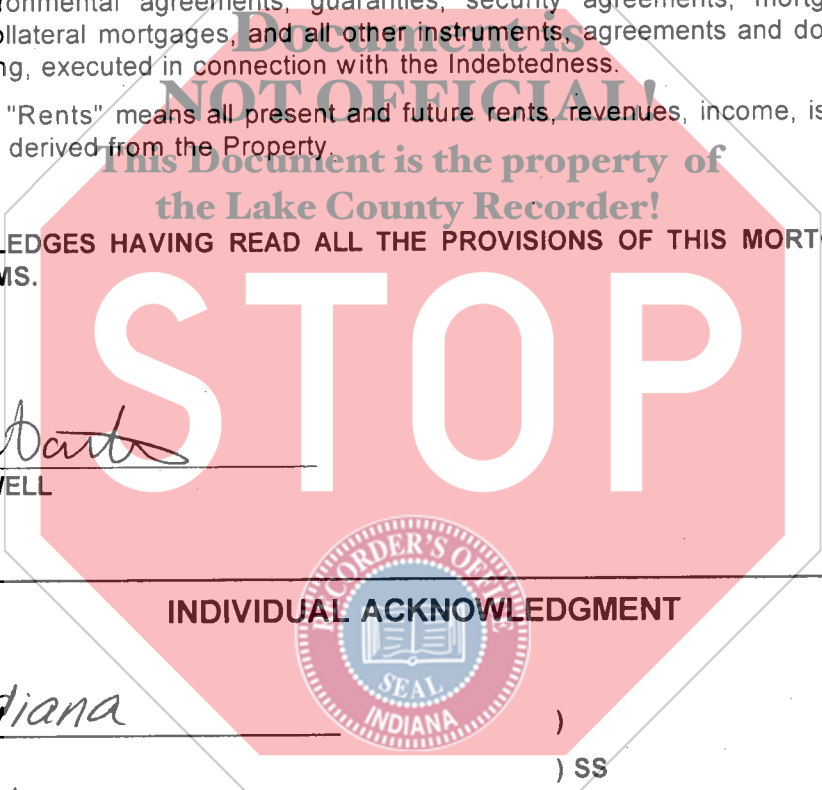 ronmental agreements, guaranties, security agreements, mortg
ollateral mortgages, and all other instruments, agreements and do
ng, executed in connection with the Indebtedness.
Document is
NOT OFFICIAL!
"Rents" means all present and future rents, revenues, income, is
derived from the Property.
This Document is the property of
the Lake County Recorder!
LEDGES HAVING READ ALL THE PROVISIONS OF THIS MORT
MS.
STOP
WELL
RECORDER'S OFFICE
SEAL
INDIANA
INDIVIDUAL ACKNOWLEDGMENT
diana )
) SS